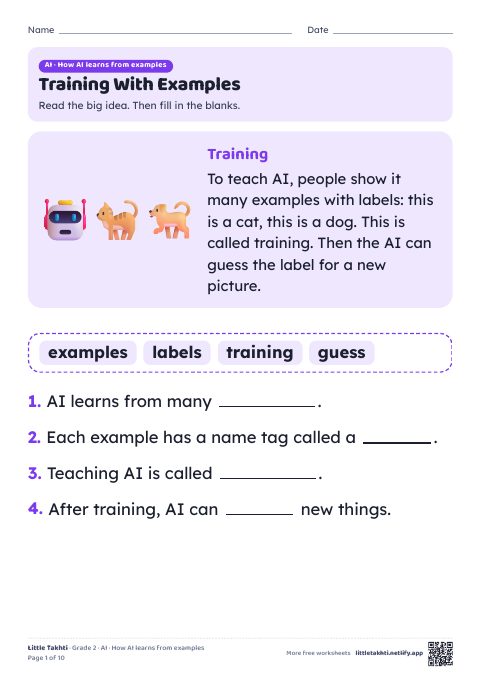 Name Date
AI · How AI learns from examples
Training With Examples
Read the big idea. Then fill in the blanks.
Training
To teach AI, people show it
many examples with labels: this
is a cat, this is a dog. This is
called training. Then the AI can
guess the label for a new
picture.
examples labels training guess
1. AI learns from many __________.
2. Each example has a name tag called a _______.
3. Teaching AI is called __________.
4. After training, AI can _______ new things.
Little Takhti · Grade 2 · AI · How AI learns from examples
Page 1 of 10
More free worksheets littletakhti.netlify.app